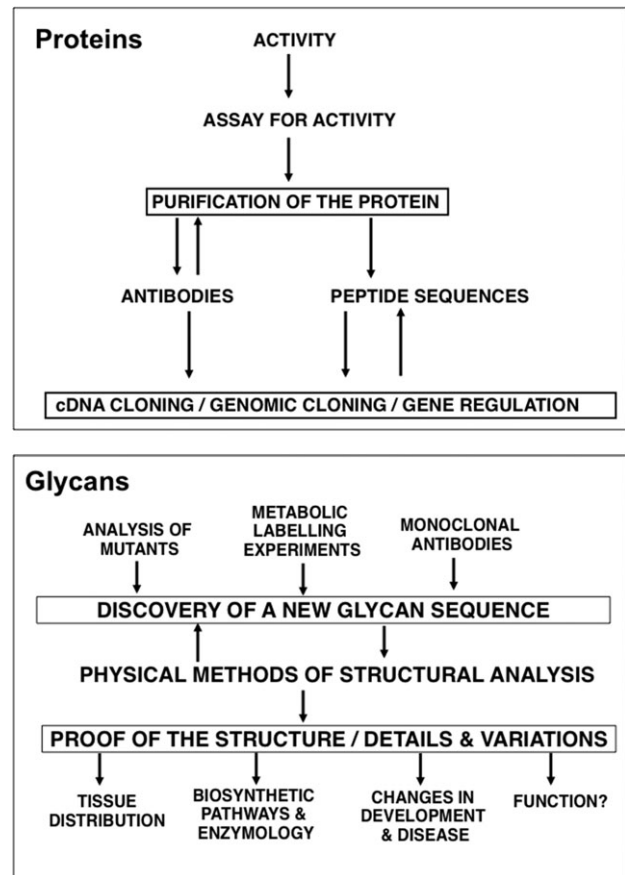 Proteins
ACTIVITY
ASSAY FOR ACTIVITY
PURIFICATION OF THE PROTEIN
ANTIBODIES
PEPTIDE SEQUENCES
cDNA CLONING / GENOMIC CLONING / GENE REGULATION
Glycans
ANALYSIS OF
MUTANTS
METABOLIC
LABELLING
EXPERIMENTS
MONOCLONAL
ANTIBODIES
DISCOVERY OF A NEW GLYCAN SEQUENCE
PHYSICAL METHODS OF STRUCTURAL ANALYSIS
PROOF OF THE STRUCTURE / DETAILS & VARIATIONS
TISSUE
DISTRIBUTION
BIOSYNTHETIC
PATHWAYS &
ENZYMOLOGY
CHANGES IN
DEVELOPMENT
& DISEASE
FUNCTION?